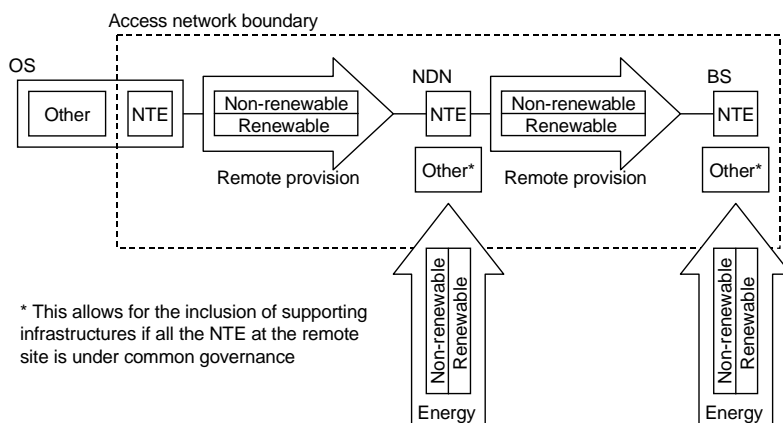 Access network boundary
OS
NDN
BS
Other
NTE
Non-renewable
Renewable
NTE
Non-renewable
Renewable
NTE
Remote provision
Other*
Remote provision
Other*
Non-renewable
Renewable
Non-renewable
Renewable
* This allows for the inclusion of supporting
infrastructures if all the NTE at the remote
site is under common governance
Energy
Energy